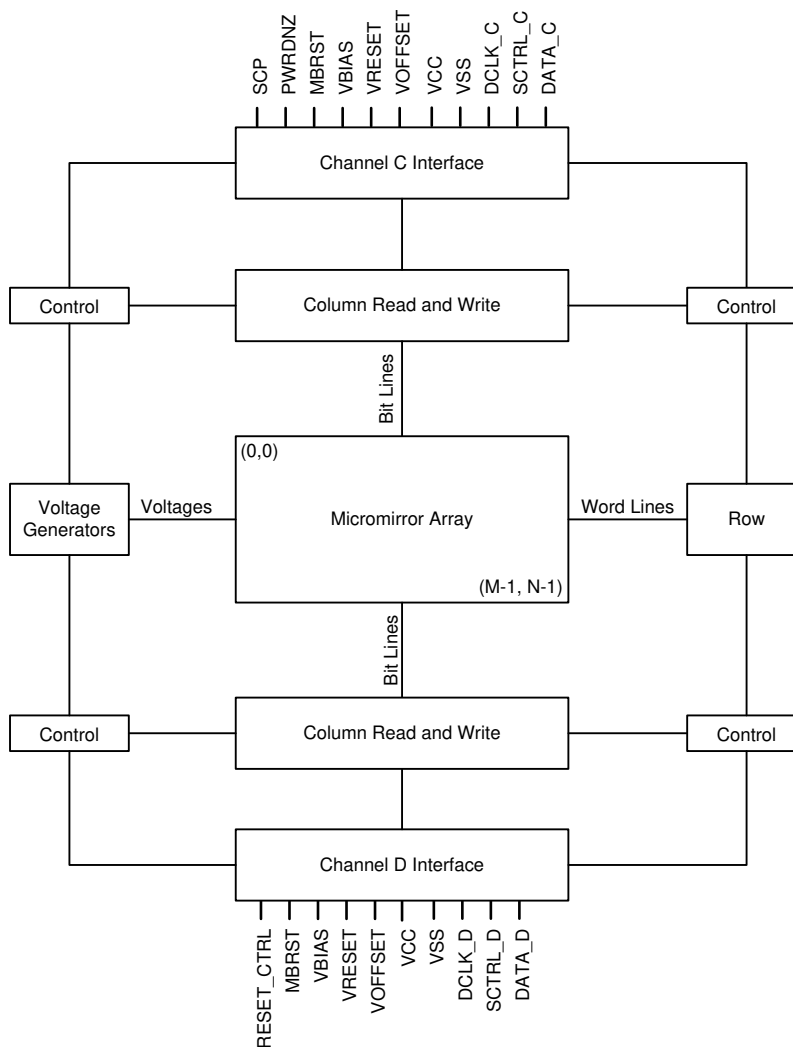 SCP
PWRDNZ
MBRST
VBIAS
VRESET
VOFFSET
VCC
VSS
DCLK_C
SCTRL_C
DATA_C
Channel C Interface
Control
Column Read and Write
Control
Bit Lines
(0,0)
Voltage
Generators
Voltages
Micromirror Array
Word Lines
Row
(M-1, N-1)
Bit Lines
Control
Column Read and Write
Control
Channel D Interface
RESET_CTRL
MBRST
VBIAS
VRESET
VOFFSET
VCC
VSS
DCLK_D
SCTRL_D
DATA_D